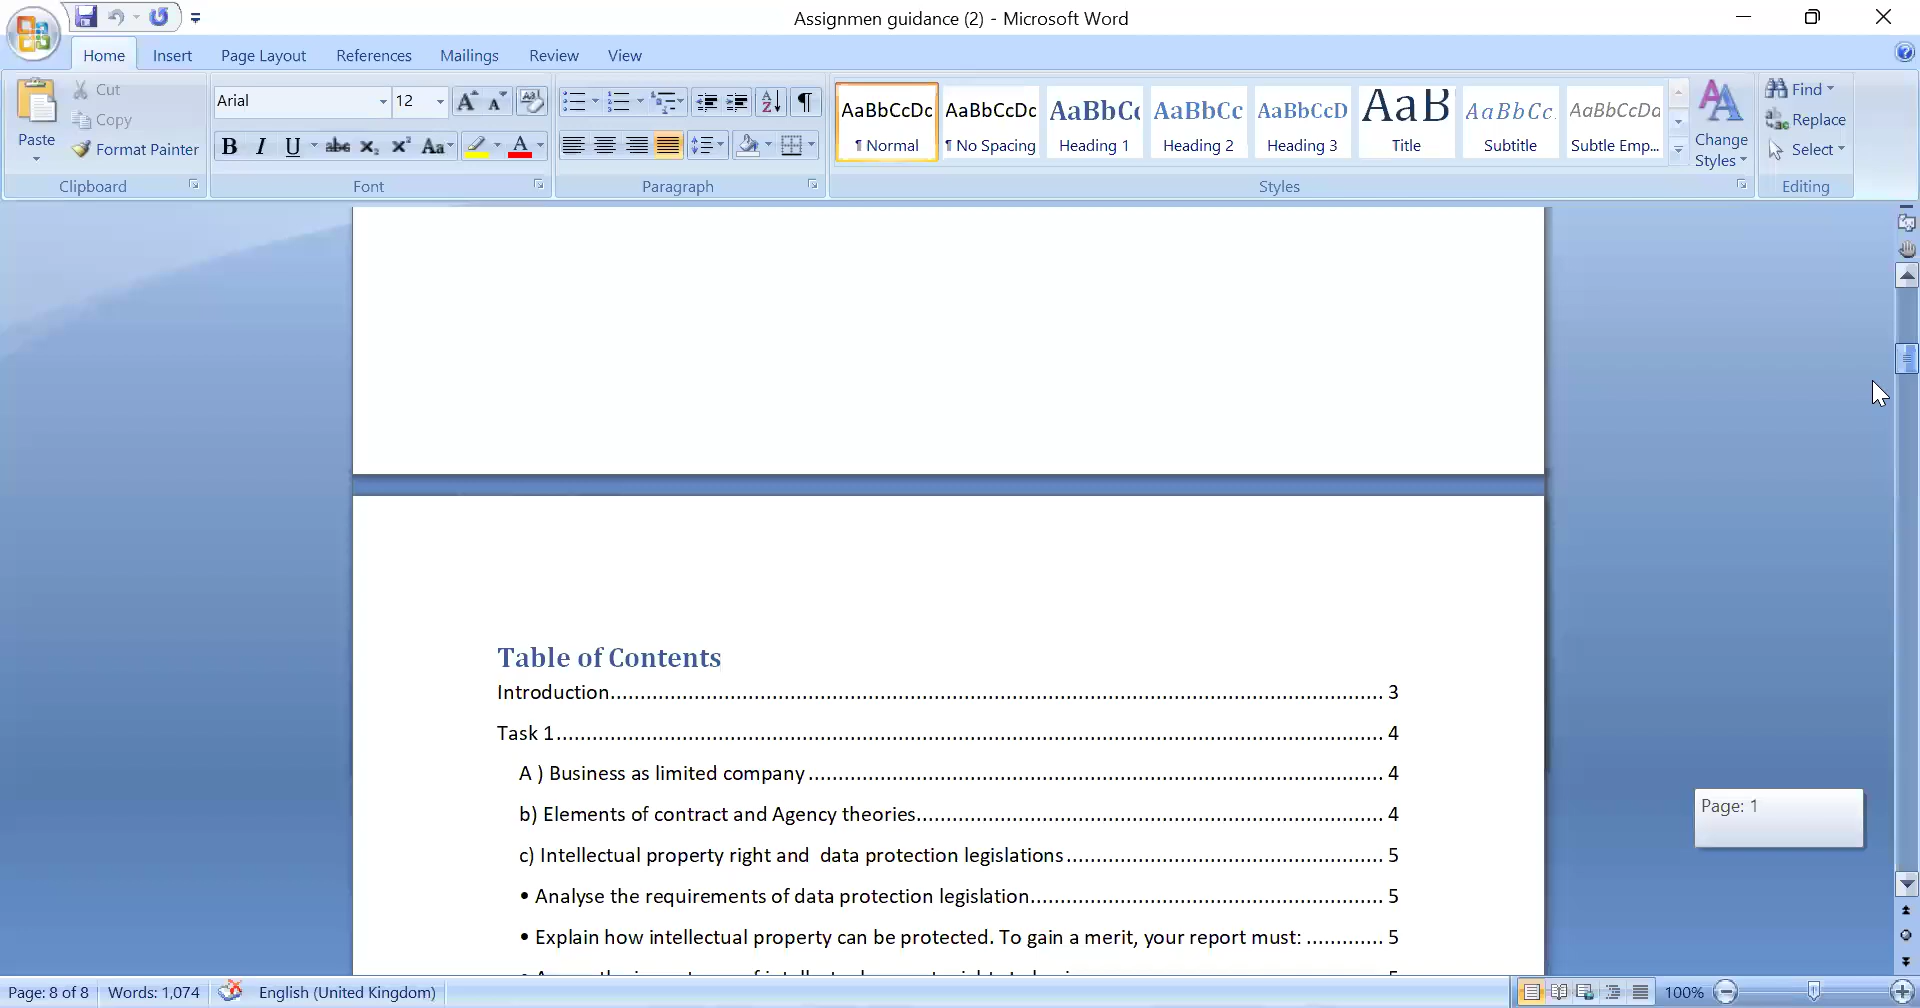 Assignmen guidance (2) - Microsoft Word
Home Insert Page Layout References Mailings Review View
Paste
Cut
Copy
Format Painter
Clipboard
Arial 12
Font
Paragraph
AaBbCcDc AaBbCcDc AaBbCc AaBbCc AaBbCcD AaB AaBbCc. AaBbCcDc
¶ Normal ¶ No Spacing Heading 1 Heading 2 Heading 3 Title Subtitle Subtle Emp...
Change Styles
Styles
Find
Replace
Select
Editing
Table of Contents
Introduction.......... 3
Task 1.......... 4
A ) Business as limited company.......... 4
b) Elements of contract and Agency theories.......... 4
c) Intellectual property right and data protection legislations.......... 5
• Analyse the requirements of data protection legislation.......... 5
• Explain how intellectual property can be protected. To gain a merit, your report must: ............. 5
Page: 1
Page: 8 of 8 Words: 1,074 English (United Kingdom) 100%